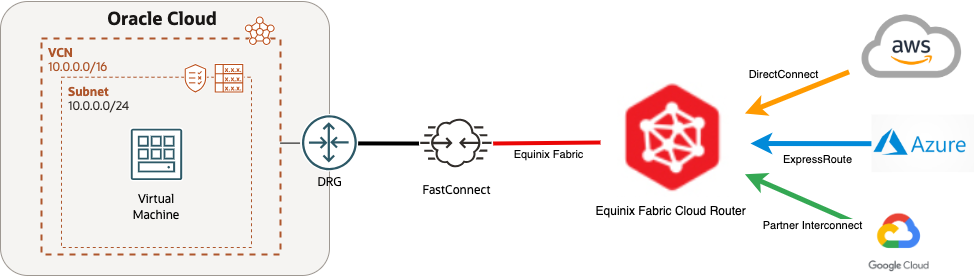 Oracle Cloud
VCN
10.0.0.0/16
x.x.x.
x.x.x.
x.x.x.
Subnet
10.0.0.0/24
Virtual
Machine
DRG
FastConnect
Equinix Fabric
Equinix Fabric Cloud Router
aws
DirectConnect
Azure
ExpressRoute
Partner Interconnect
Google Cloud